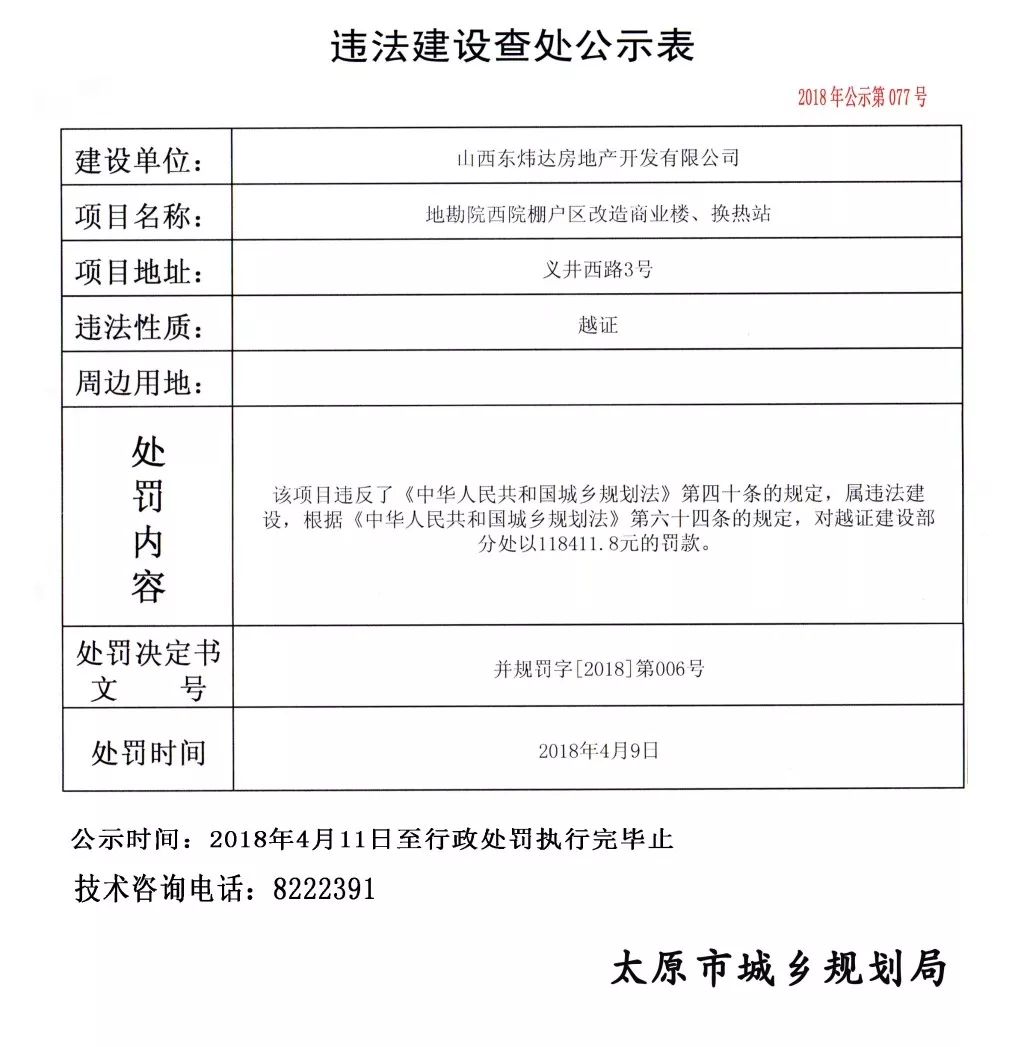 违法建设查处公示表
2018年公示第077号
建设单位： 山西东炜达房地产开发有限公司
项目名称： 地勘院西院棚户区改造商业楼、换热站
项目地址： 义井西路3号
违法性质： 越证
周边用地：
处罚内容
该项目违反了《中华人民共和国城乡规划法》第四十条的规定，属违法建
设，根据《中华人民共和国城乡规划法》第六十四条的规定，对越证建设部
分处以118411.8元的罚款。
处罚决定书
文 号
并规罚字[2018]第006号
处罚时间 2018年4月9日
公示时间：2018年4月11日至行政处罚执行完毕止
技术咨询电话：8222391
太原市城乡规划局